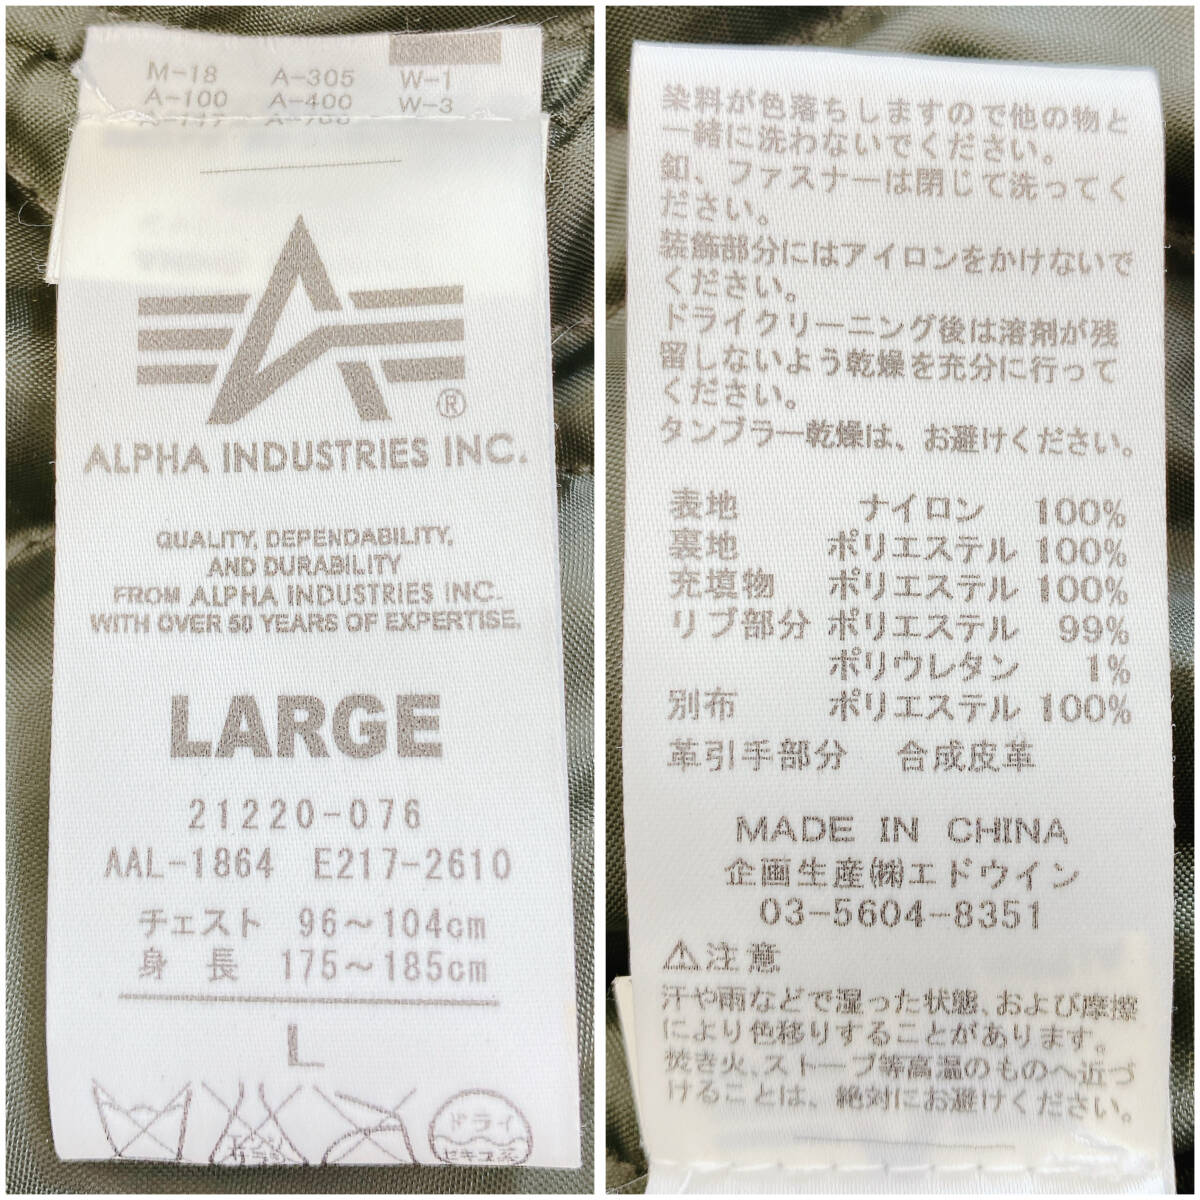 M-18 A-305 W-1
A-100 A-400 W-3
®
ALPHA INDUSTRIES INC.
QUALITY, DEPENDABILITY,
AND DURABILITY
FROM ALPHA INDUSTRIES INC.
WITH OVER 50 YEARS OF EXPERTISE.
LARGE
21220-076
AAL-1864 E217-2610
チェスト 96～104cm
身 長 175～185cm
L
ドライ
染料が色落ちしますので他の物と
一緒に洗わないでください。
釦、ファスナーは閉じて洗ってく
ださい。
装飾部分にはアイロンをかけないで
ください。
ドライクリーニング後は溶剤が残
留しないよう乾燥を充分に行って
ください。
タンブラー乾燥は、お避けください。
表地 ナイロン 100%
裏地 ポリエステル 100%
充填物 ポリエステル 100%
リブ部分 ポリエステル 99%
ポリウレタン 1%
別布 ポリエステル 100%
革引手部分 合成皮革
MADE IN CHINA
企画生産㈱エドウイン
03-5604-8351
⚠注意
汗や雨などで湿った状態、および摩擦
により色移りすることがあります。
焚き火、ストーブ等高温のものへ近づ
けることは、絶対にお避けください。